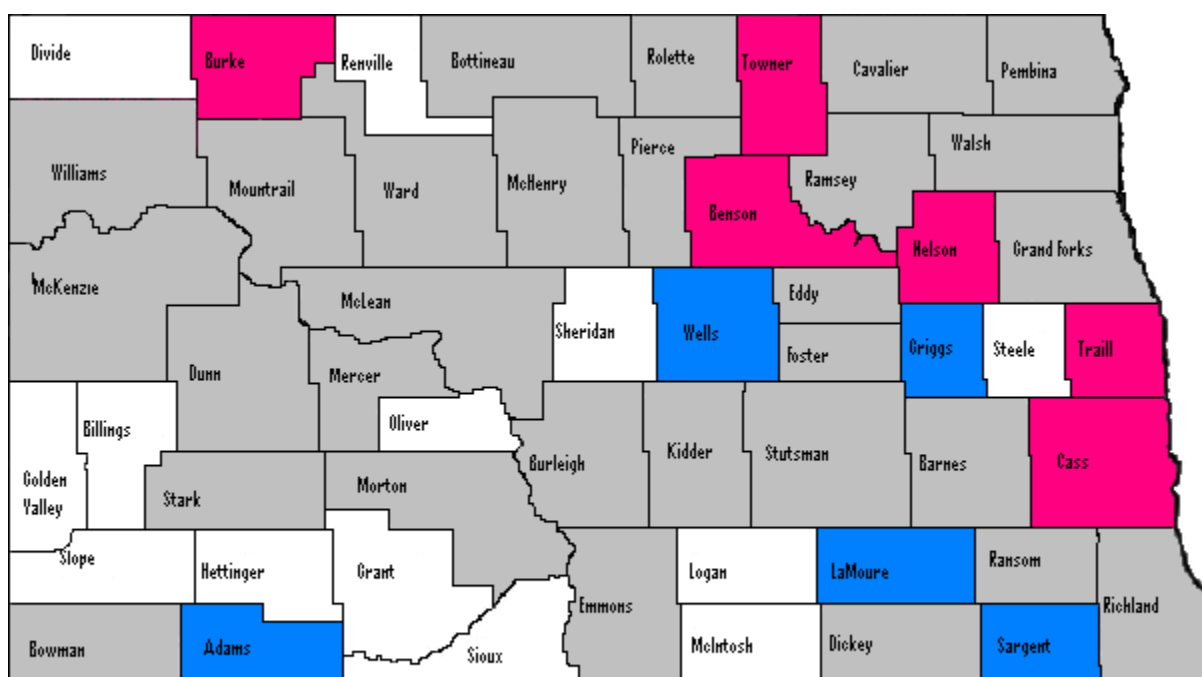 Divide
Burke
Renville
Bottineau
Rolette
Towner
Cavalier
Pembina
Williams
Mountrail
Ward
McHenry
Pierce
Benson
Ramsey
Walsh
Nelson
Grand Forks
McKenzie
Dunn
McLean
Mercer
Oliver
Sheridan
Wells
Eddy
Foster
Griggs
Steele
Traill
Golden
Valley
Billings
Stark
Morton
Burleigh
Kidder
Stutsman
Barnes
Cass
Slope
Hettinger
Grant
Sioux
Emmons
Logan
LaMoure
Ransom
Richland
Bowman
Adams
McIntosh
Dickey
Sargent